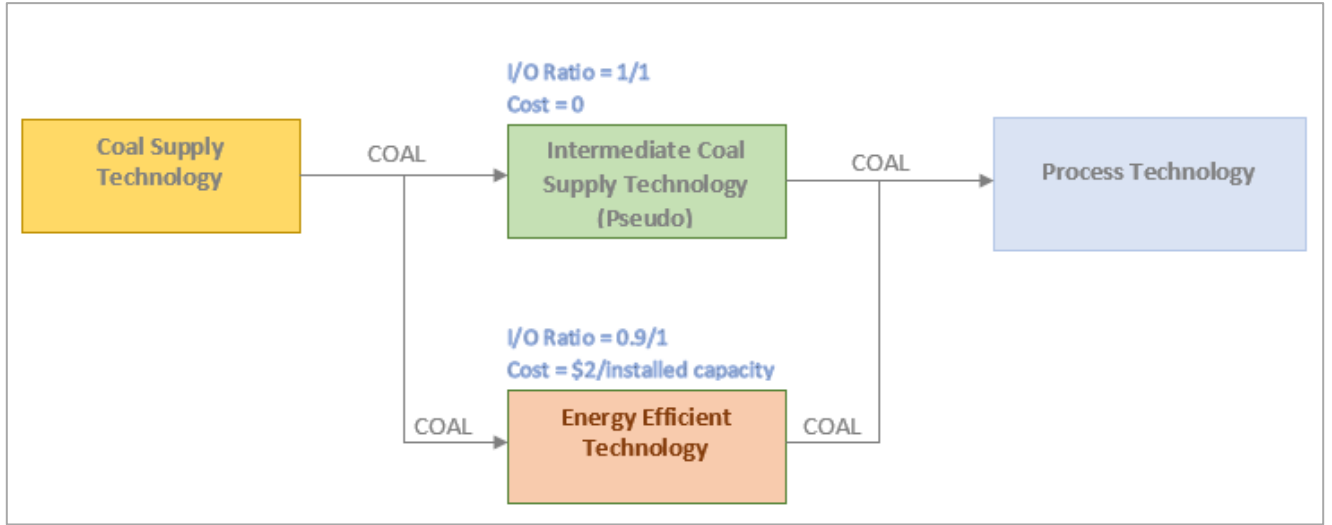 I/O Ratio = 1/1
Cost = 0
Coal Supply
Technology
COAL
Intermediate Coal
Supply Technology
(Pseudo)
COAL
Process Technology
I/O Ratio = 0.9/1
Cost = $2/installed capacity
COAL
Energy Efficient
Technology
COAL